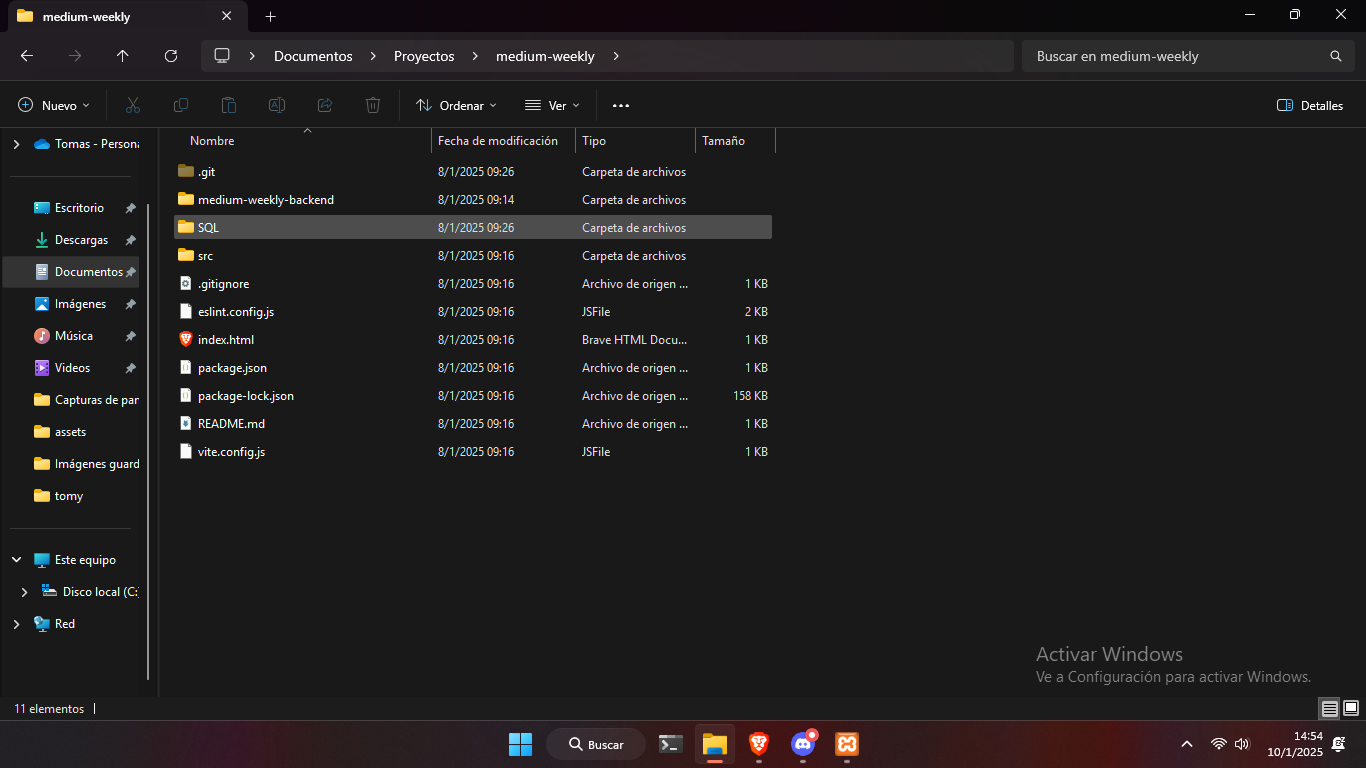 medium-weekly
Documentos
Proyectos
medium-weekly
Buscar en medium-weekly
Nuevo
Ordenar
Ver
Detalles
Tomas - Persona
Escritorio
Descargas
Documentos
Imágenes
Música
Videos
Capturas de pan
assets
Imágenes guard
tomy
Este equipo
Disco local (C:)
Red
Nombre Fecha de modificación Tipo Tamaño
.git 8/1/2025 09:26 Carpeta de archivos
medium-weekly-backend 8/1/2025 09:14 Carpeta de archivos
SQL 8/1/2025 09:26 Carpeta de archivos
src 8/1/2025 09:16 Carpeta de archivos
.gitignore 8/1/2025 09:16 Archivo de origen ... 1 KB
eslint.config.js 8/1/2025 09:16 JSFile 2 KB
index.html 8/1/2025 09:16 Brave HTML Docu... 1 KB
package.json 8/1/2025 09:16 Archivo de origen ... 1 KB
package-lock.json 8/1/2025 09:16 Archivo de origen ... 158 KB
README.md 8/1/2025 09:16 Archivo de origen ... 1 KB
vite.config.js 8/1/2025 09:16 JSFile 1 KB
Activar Windows
Ve a Configuración para activar Windows.
11 elementos
Buscar
14:54
10/1/2025